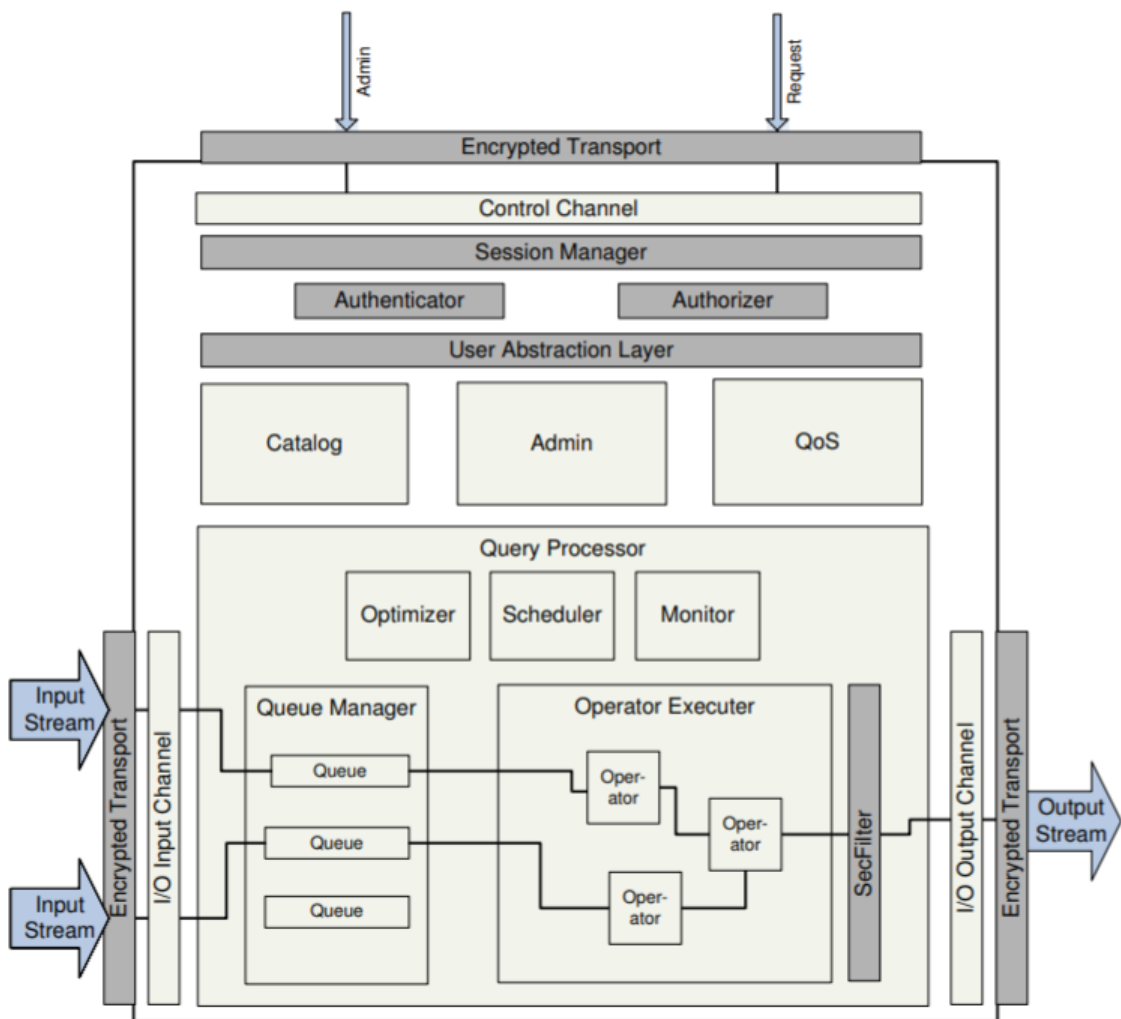 Admin
Request
Encrypted Transport
Control Channel
Session Manager
Authenticator
Authorizer
User Abstraction Layer
Catalog
Admin
QoS
Query Processor
Optimizer
Scheduler
Monitor
Input
Stream
Input
Stream
Encrypted Transport
I/O Input Channel
Queue Manager
Queue
Queue
Queue
Operator Executer
Oper-
ator
Oper-
ator
Oper-
ator
SecFilter
I/O Output Channel
Encrypted Transport
Output
Stream